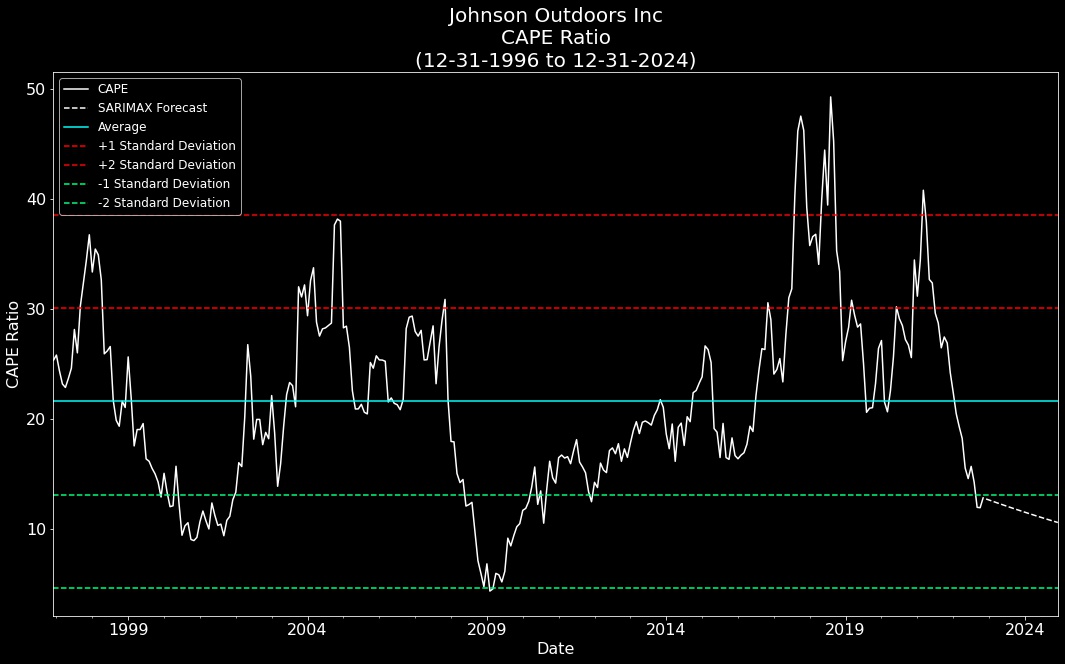 Johnson Outdoors Inc
CAPE Ratio
(12-31-1996 to 12-31-2024)
CAPE
SARIMAX Forecast
Average
+1 Standard Deviation
+2 Standard Deviation
-1 Standard Deviation
-2 Standard Deviation
CAPE Ratio
50
40
30
20
10
1999 2004 2009 2014 2019 2024
Date